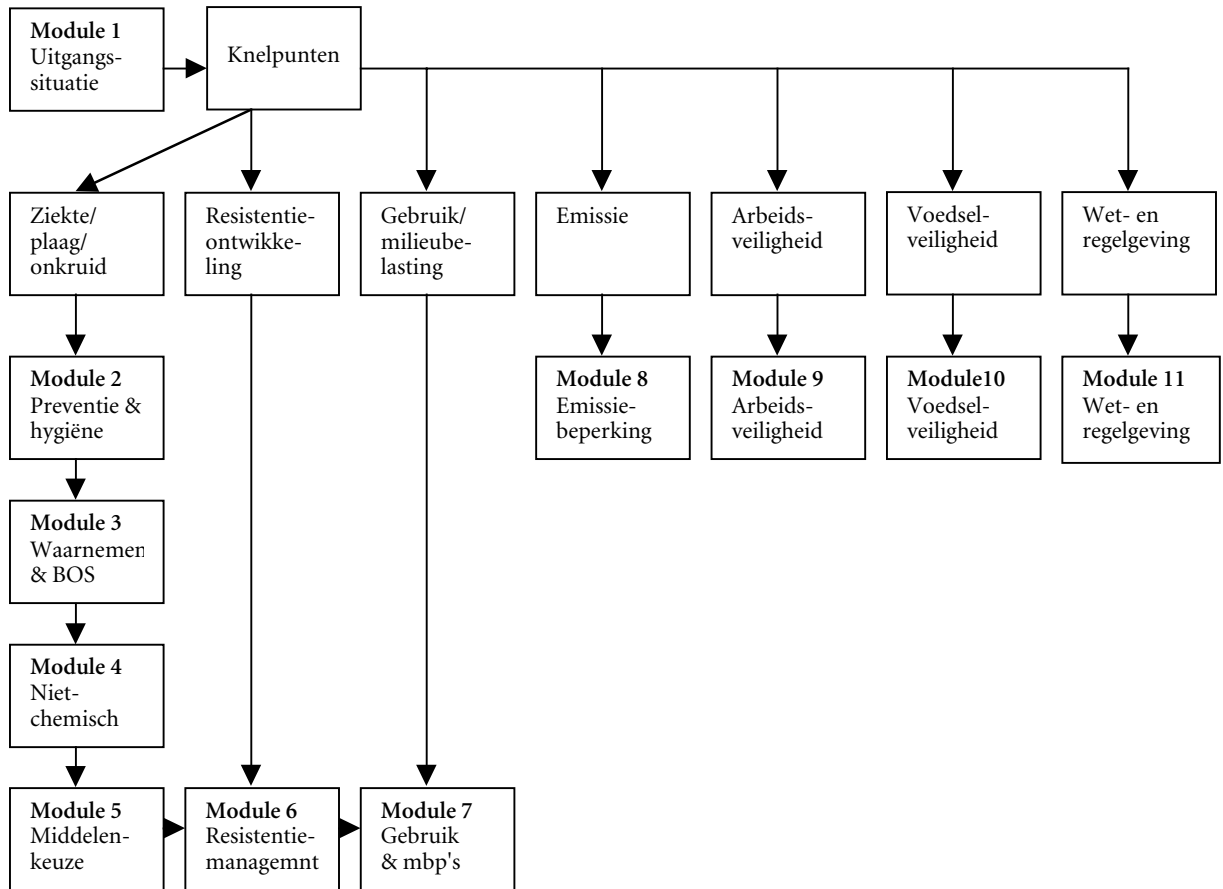 Module 1
Uitgangs-
situatie
Knelpunten
Ziekte/
plaag/
onkruid
Resistentie-
ontwikke-
ling
Gebruik/
milieube-
lasting
Emissie
Arbeids-
veiligheid
Voedsel-
veiligheid
Wet- en
regelgeving
Module 2
Preventie &
hygiëne
Module 8
Emissie-
beperking
Module 9
Arbeids-
veiligheid
Module10
Voedsel-
veiligheid
Module 11
Wet- en
regelgeving
Module 3
Waarnemen
& BOS
Module 4
Niet-
chemisch
Module 5
Middelen-
keuze
Module 6
Resistentie-
managemnt
Module 7
Gebruik
& mbp's